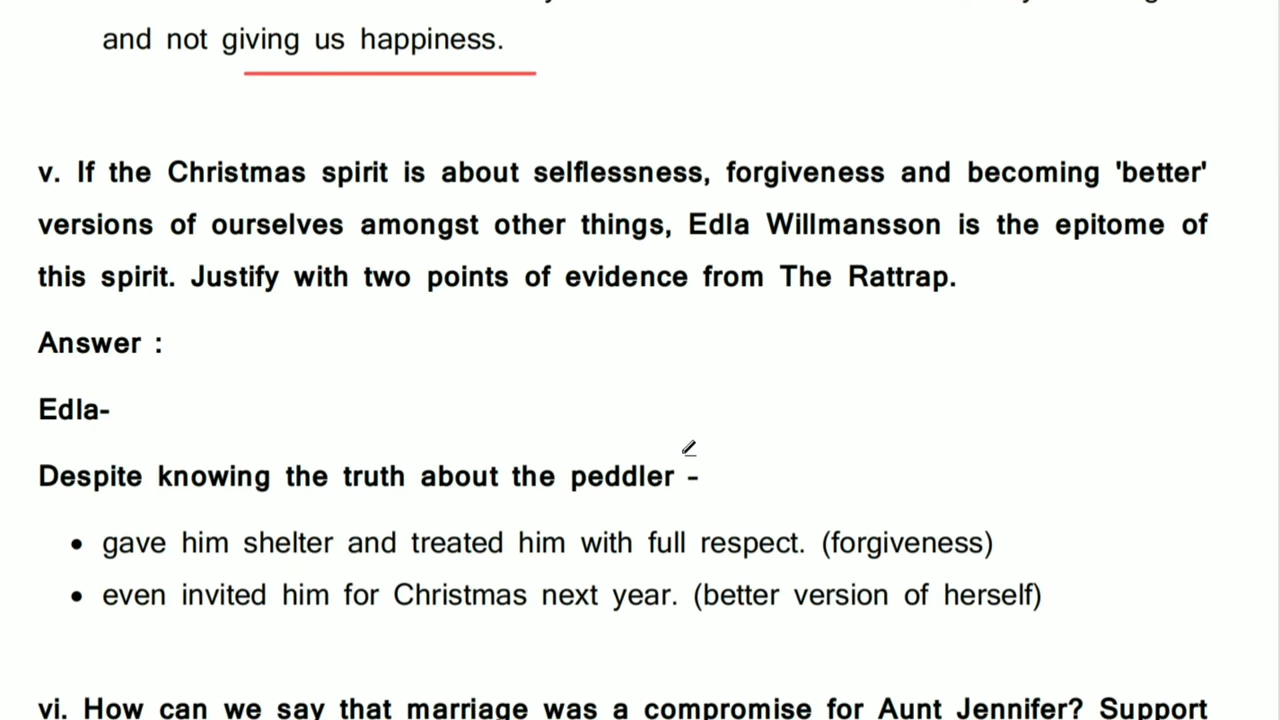 and not giving us happiness.
v. If the Christmas spirit is about selflessness, forgiveness and becoming 'better'
versions of ourselves amongst other things, Edla Willmansson is the epitome of
this spirit. Justify with two points of evidence from The Rattrap.
Answer :
Edla-
Despite knowing the truth about the peddler -
• gave him shelter and treated him with full respect. (forgiveness)
• even invited him for Christmas next year. (better version of herself)
vi. How can we say that marriage was a compromise for Aunt Jennifer? Support